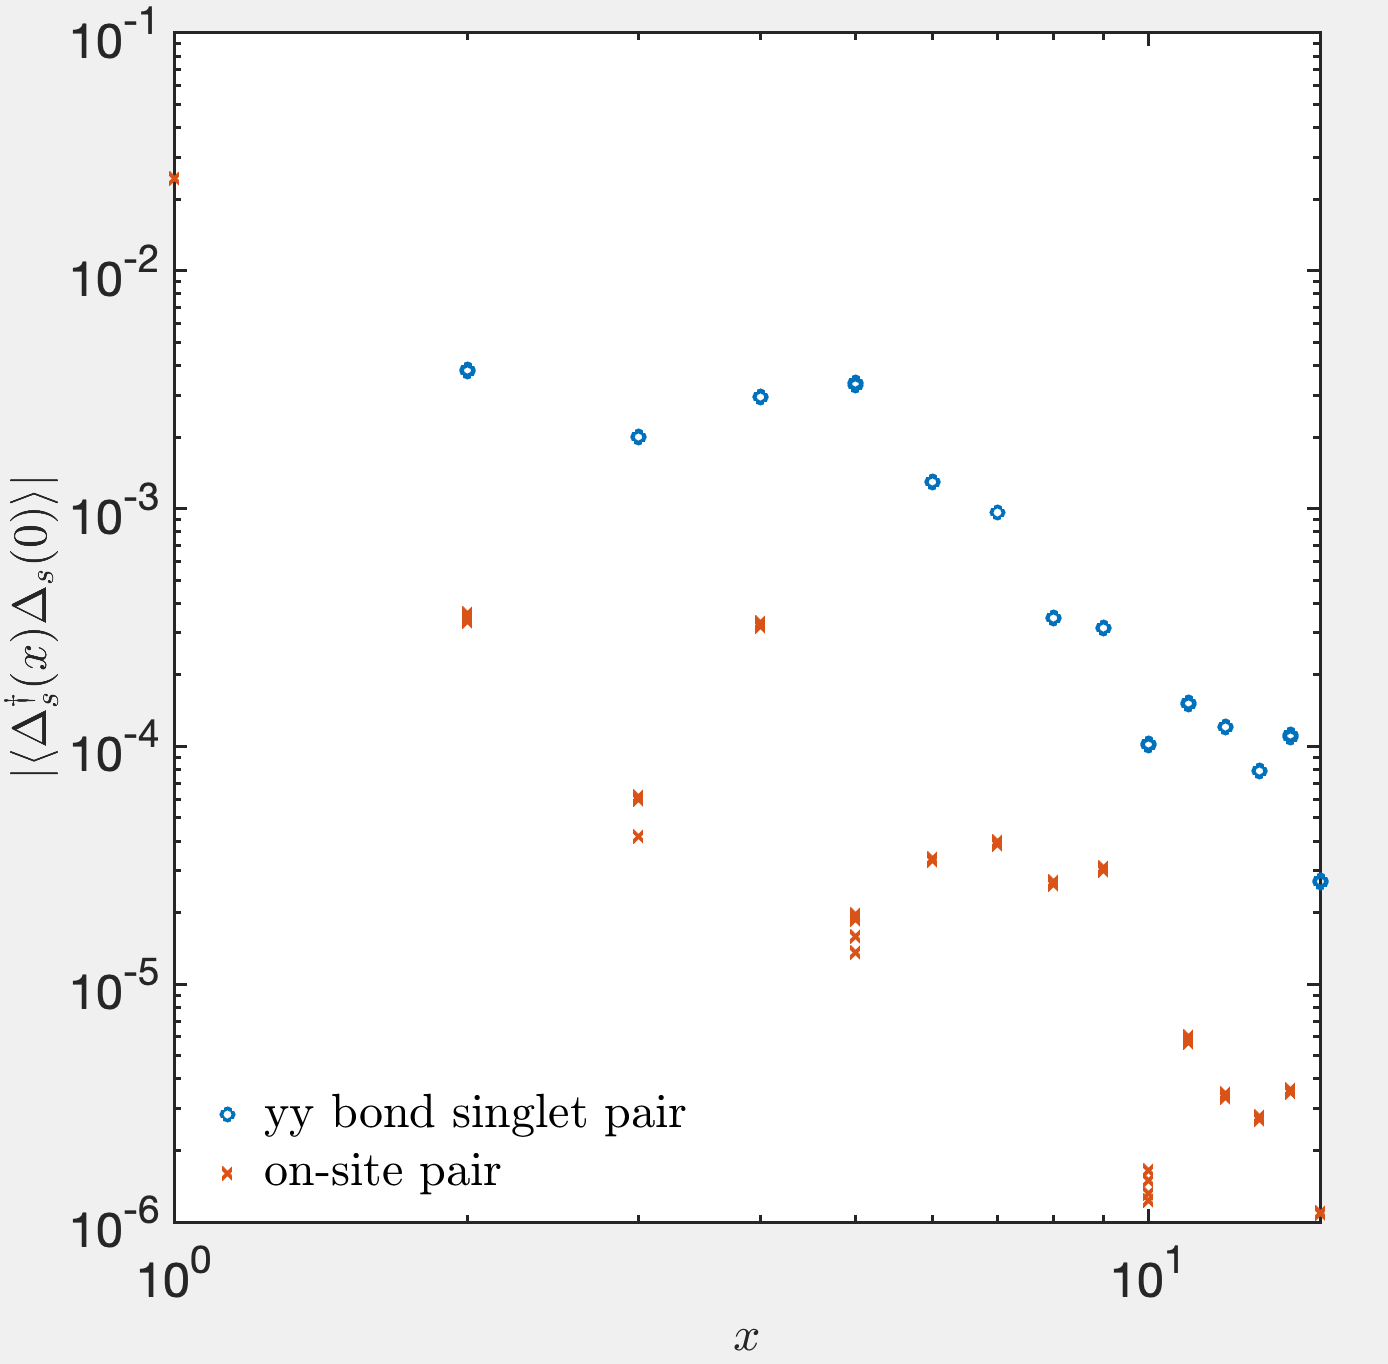 10^-1
10^-2
10^-3
10^-4
10^-5
10^-6
|⟨Δ_s^†(x)Δ_s(0)⟩|
yy bond singlet pair
on-site pair
10^0
10^1
x